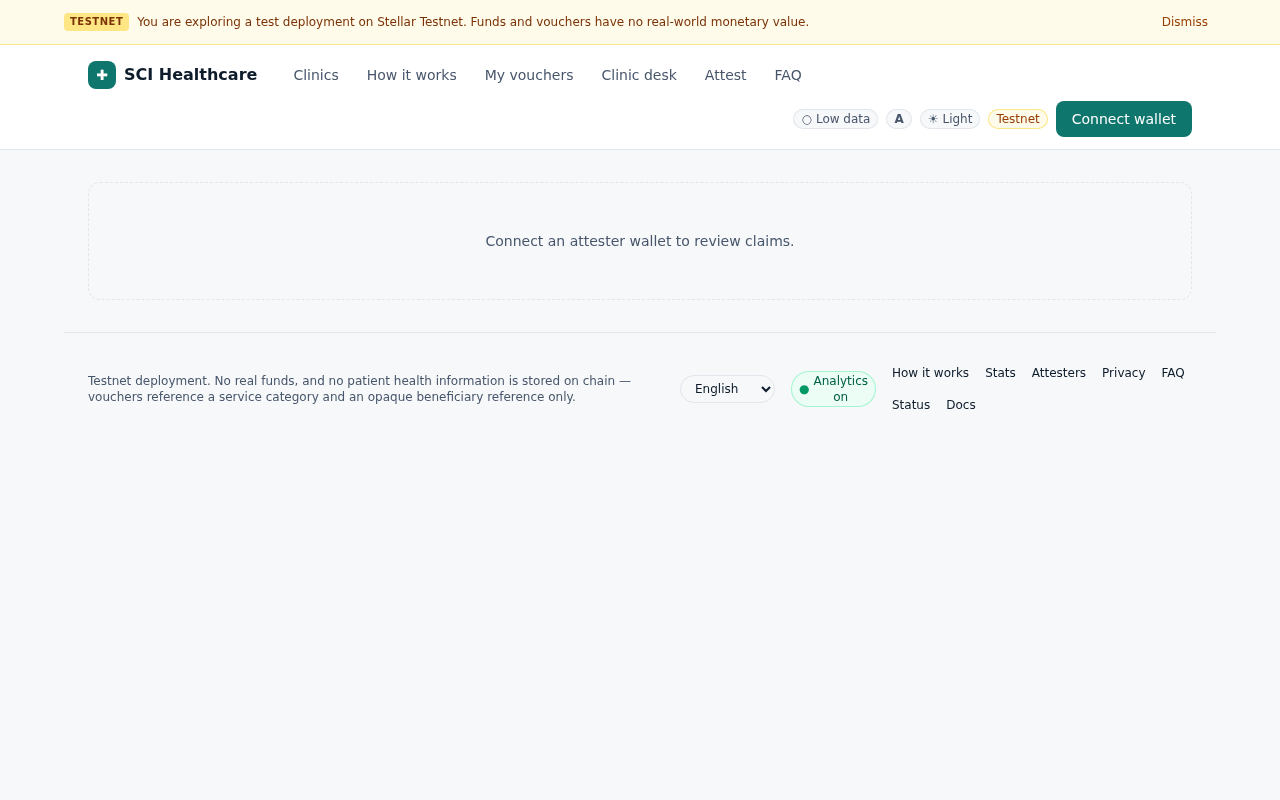 TESTNET You are exploring a test deployment on Stellar Testnet. Funds and vouchers have no real-world monetary value. Dismiss
SCI Healthcare Clinics How it works My vouchers Clinic desk Attest FAQ
○ Low data A ☀ Light Testnet Connect wallet
Connect an attester wallet to review claims.
Testnet deployment. No real funds, and no patient health information is stored on chain —
vouchers reference a service category and an opaque beneficiary reference only.
English
Analytics
on
How it works Stats Attesters Privacy FAQ
Status Docs